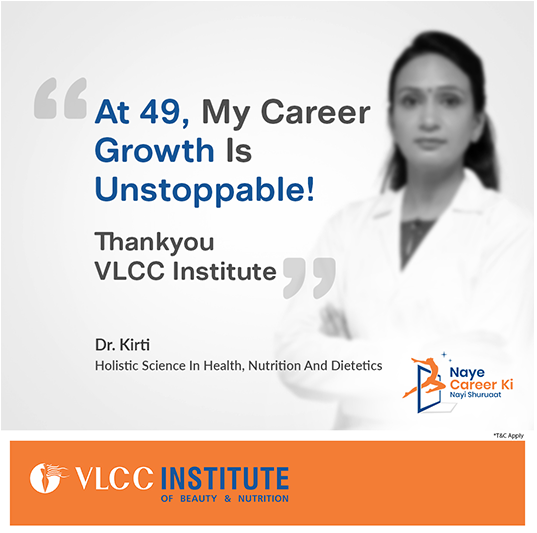 “At 49, My Career
Growth Is
Unstoppable!
Thankyou
VLCC Institute”
Dr. Kirti
Holistic Science In Health, Nutrition And Dietetics
Naye
Career Ki
Nayi Shuruaat
*T&C Apply
VLCC INSTITUTE
OF BEAUTY & NUTRITION